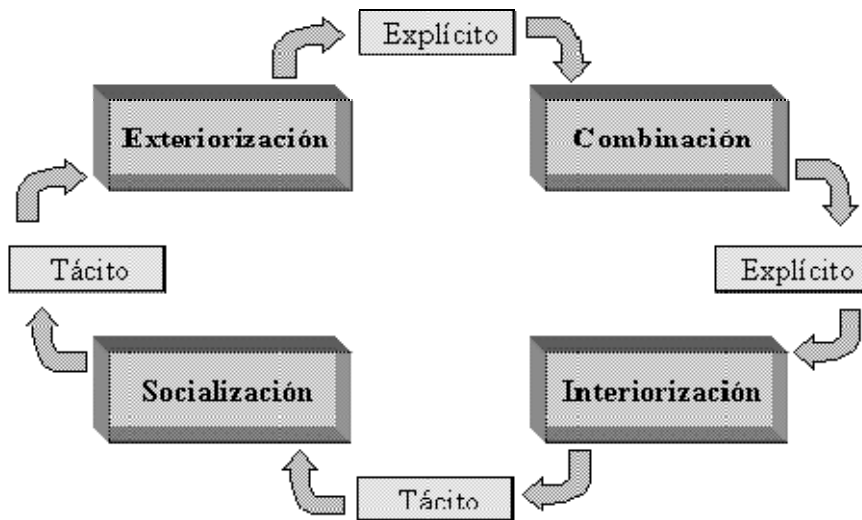 Explícito
Exteriorización
Combinación
Tácito
Explícito
Socialización
Interiorización
Tácito